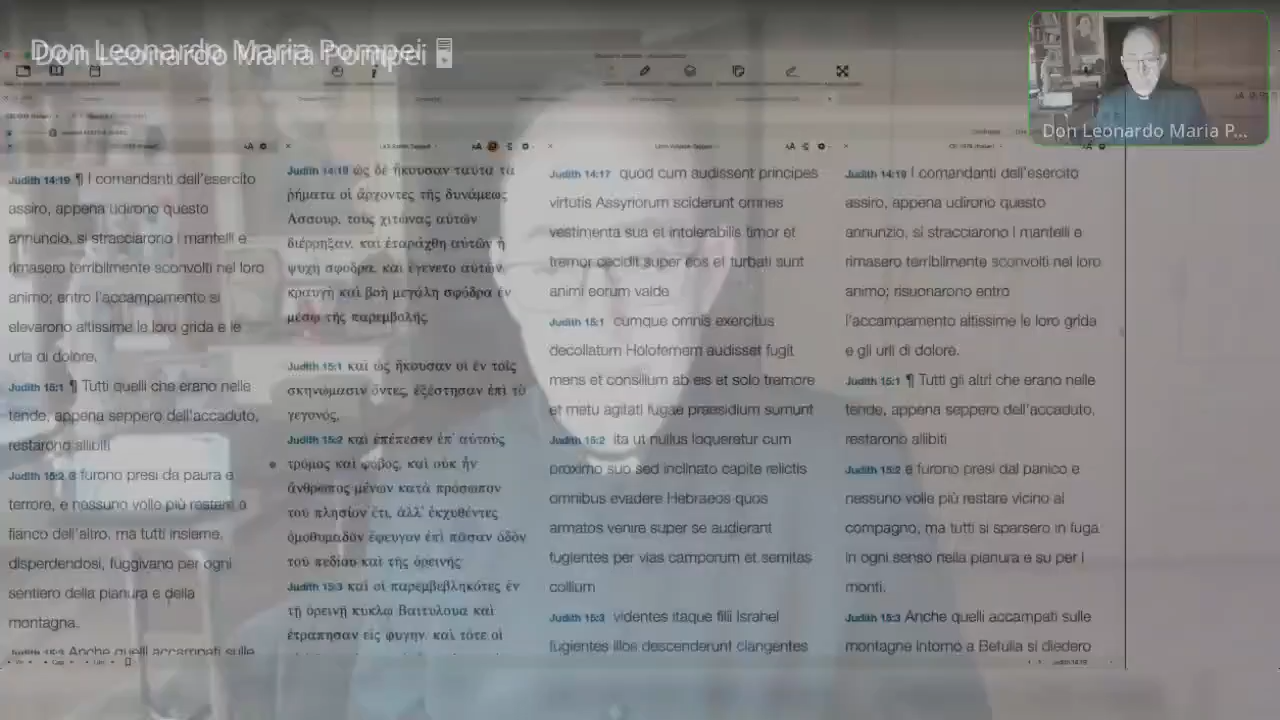 Don Leonardo Maria Pompei
Don Leonardo Maria P...
Judith 14:19 ¶ I comandanti dell'esercito
assiro, appena udirono questo
annuncio, si stracciarono i mantelli e
rimasero terribilmente sconvolti nel loro
animo; entro l'accampamento si
elevarono altissime le loro grida e le
urla di dolore.
Judith 15:1 ¶ Tutti quelli che erano nelle
tende, appena seppero dell'accaduto,
restarono allibiti
Judith 15:2 e furono presi da paura e
terrore, e nessuno volle più restare a
fianco dell'altro, ma tutti insieme,
disperdendosi, fuggivano per ogni
sentiero della pianura e della
montagna.
Anche quelli accampati sulle
Judith 14:19 ὡς δὲ ἤκουσαν ταῦτα τὰ
ῥήματα οἱ ἄρχοντες τῆς δυνάμεως
Ασσουρ, τοὺς χιτῶνας αὐτῶν
διέρρηξαν, καὶ ἐταράχθη αὐτῶν ἡ
ψυχὴ σφόδρα, καὶ ἐγένετο αὐτῶν
κραυγὴ καὶ βοὴ μεγάλη σφόδρα ἐν
μέσῳ τῆς παρεμβολῆς.
Judith 15:1 καὶ ὡς ἤκουσαν οἱ ἐν τοῖς
σκηνώμασιν ὄντες, ἐξέστησαν ἐπὶ τὸ
γεγονός,
Judith 15:2 καὶ ἐπέπεσεν ἐπ' αὐτοὺς
τρόμος καὶ φόβος, καὶ οὐκ ἦν
ἄνθρωπος μένων κατὰ πρόσωπον
τοῦ πλησίον ἔτι, ἀλλ' ἐκχυθέντες
ὁμοθυμαδὸν ἔφευγον ἐπὶ πᾶσαν ὁδὸν
τοῦ πεδίου καὶ τῆς ὀρεινῆς·
Judith 15:3 καὶ οἱ παρεμβεβληκότες ἐν
τῇ ὀρεινῇ κύκλῳ Βαιτυλουα καὶ
ἐτράπησαν εἰς φυγήν. καὶ τότε οἱ
Judith 14:17 quod cum audissent principes
virtutis Assyriorum sciderunt omnes
vestimenta sua et intolerabilis timor et
tremor cecidit super eos et turbati sunt
animi eorum valde
Judith 15:1 cumque omnis exercitus
decollatum Holofernem audisset fugit
mens et consilium ab eis et solo tremore
et metu agitati fugae praesidium sumunt
Judith 15:2 ita ut nullus loqueretur cum
proximo suo sed inclinato capite relictis
omnibus evadere Hebraeos quos
armatos venire super se audierant
fugientes per vias camporum et semitas
collium
Judith 15:3 videntes itaque filii Israhel
fugientes illos descenderunt clangentes
Judith 14:19 I comandanti dell'esercito
assiro, appena udirono questo
annunzio, si stracciarono i mantelli e
rimasero terribilmente sconvolti nel loro
animo; risuonarono entro
l'accampamento altissime le loro grida
e gli urli di dolore.
Judith 15:1 ¶ Tutti gli altri che erano nelle
tende, appena seppero dell'accaduto,
restarono allibiti
Judith 15:2 e furono presi dal panico e
nessuno volle più restare vicino al
compagno, ma tutti si sparsero in fuga
in ogni senso nella pianura e su per i
monti.
Judith 15:3 Anche quelli accampati sulle
montagne intorno a Betulia si diedero